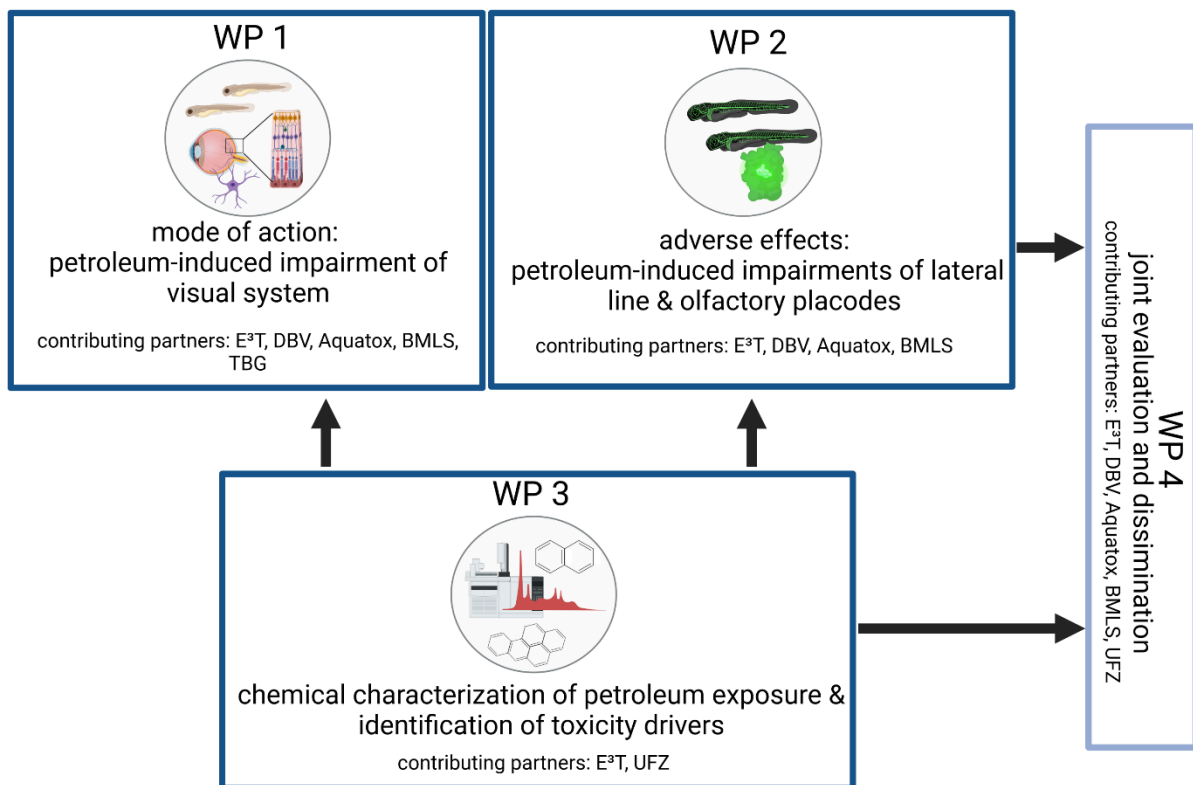 WP 1
mode of action:
petroleum-induced impairment of
visual system
contributing partners: E³T, DBV, Aquatox, BMLS,
TBG
WP 2
adverse effects:
petroleum-induced impairments of lateral
line & olfactory placodes
contributing partners: E³T, DBV, Aquatox, BMLS
WP 3
chemical characterization of petroleum exposure &
identification of toxicity drivers
contributing partners: E³T, UFZ
WP 4
joint evaluation and dissimination
contributing partners: E³T, DBV, Aquatox, BMLS, UFZ